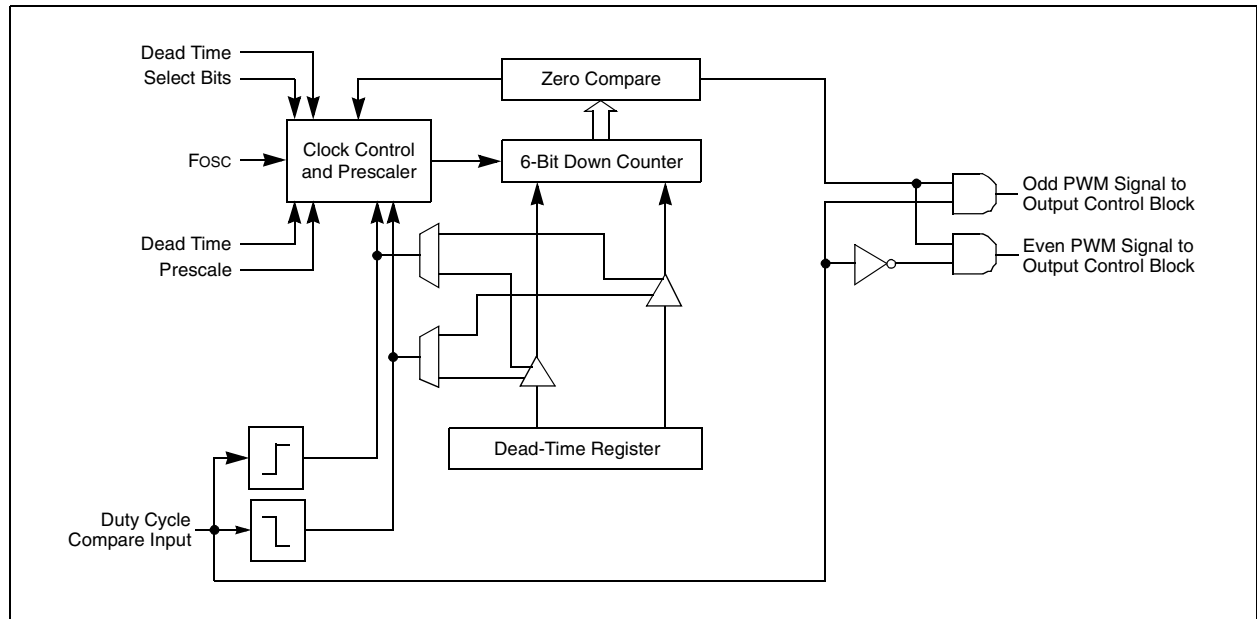 Dead Time
Select Bits
Zero Compare
Clock Control
and Prescaler
6-Bit Down Counter
FOSC
Odd PWM Signal to
Output Control Block
Even PWM Signal to
Output Control Block
Dead Time
Prescale
Dead-Time Register
Duty Cycle
Compare Input